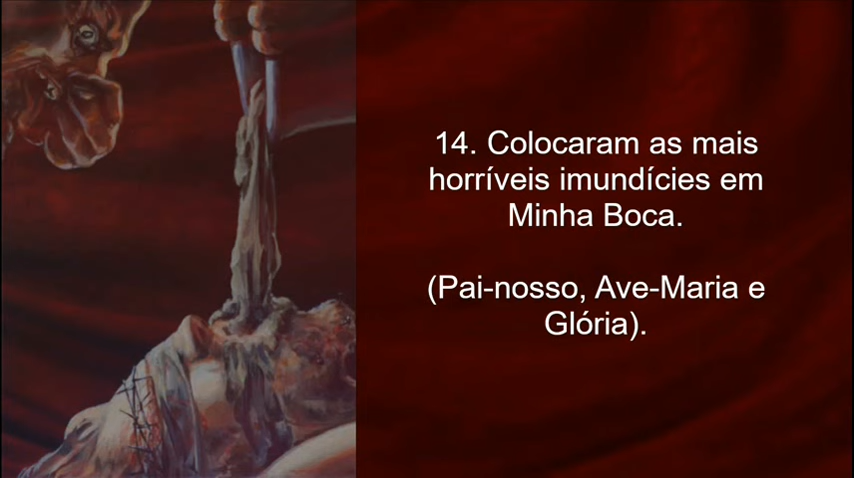 14. Colocaram as mais
horríveis imundícies em
Minha Boca.
(Pai-nosso, Ave-Maria e
Glória).